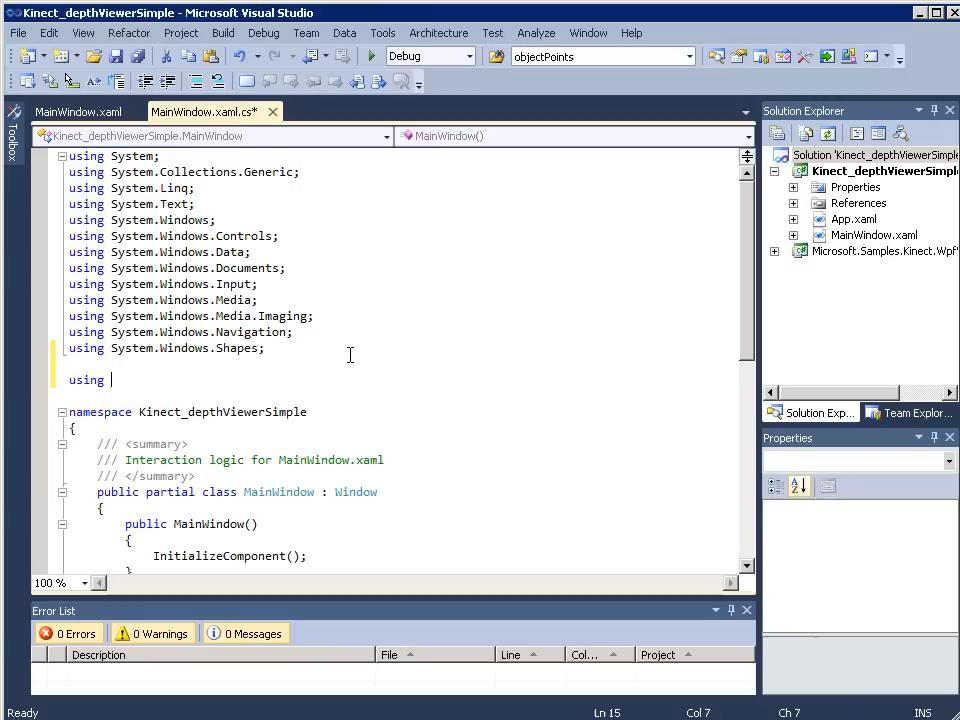 Kinect_depthViewerSimple - Microsoft Visual Studio
File Edit View Refactor Project Build Debug Team Data Tools Architecture Test Analyze Window Help
Debug objectPoints
Toolbox
MainWindow.xaml MainWindow.xaml.cs*
Kinect_depthViewerSimple.MainWindow MainWindow()
using System;
using System.Collections.Generic;
using System.Linq;
using System.Text;
using System.Windows;
using System.Windows.Controls;
using System.Windows.Data;
using System.Windows.Documents;
using System.Windows.Input;
using System.Windows.Media;
using System.Windows.Media.Imaging;
using System.Windows.Navigation;
using System.Windows.Shapes;
using
namespace Kinect_depthViewerSimple
{
/// <summary>
/// Interaction logic for MainWindow.xaml
/// </summary>
public partial class MainWindow : Window
{
public MainWindow()
{
InitializeComponent();
}
100 %
Solution Explorer
Solution 'Kinect_depthViewerSimple
Kinect_depthViewerSimpl
Properties
References
App.xaml
MainWindow.xaml
Microsoft.Samples.Kinect.Wpf
Solution Exp... Team Explor...
Properties
Error List
0 Errors 0 Warnings 0 Messages
Description File Line Col... Project
Ready Ln 15 Col 7 Ch 7 INS